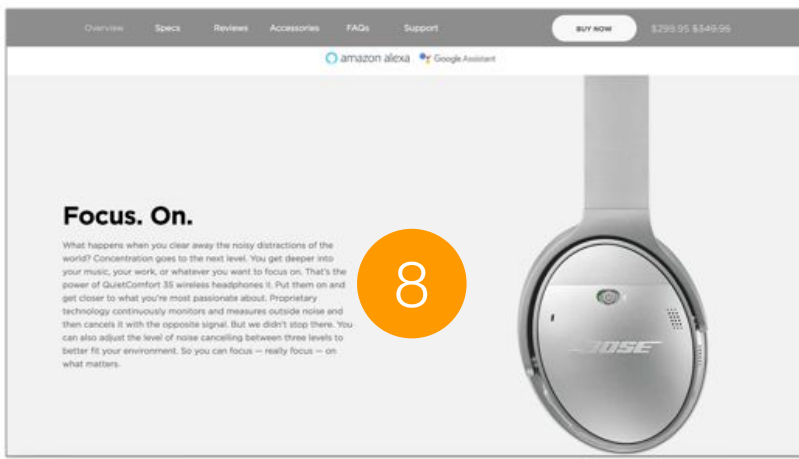 Overview Specs Reviews Accessories FAQs Support BUY NOW $299.95 $349.95
amazon alexa Google Assistant
Focus. On.
What happens when you clear away the noisy distractions of the
world? Concentration goes to the next level. You get deeper into
your music, your work, or whatever you want to focus on. That's the
power of QuietComfort 35 wireless headphones II. Put them on and
get closer to what you're most passionate about. Proprietary
technology continuously monitors and measures outside noise and
then cancels it with the opposite signal. But we didn't stop there. You
can also adjust the level of noise cancelling between three levels to
better fit your environment. So you can focus — really focus — on
what matters.
8
BOSE